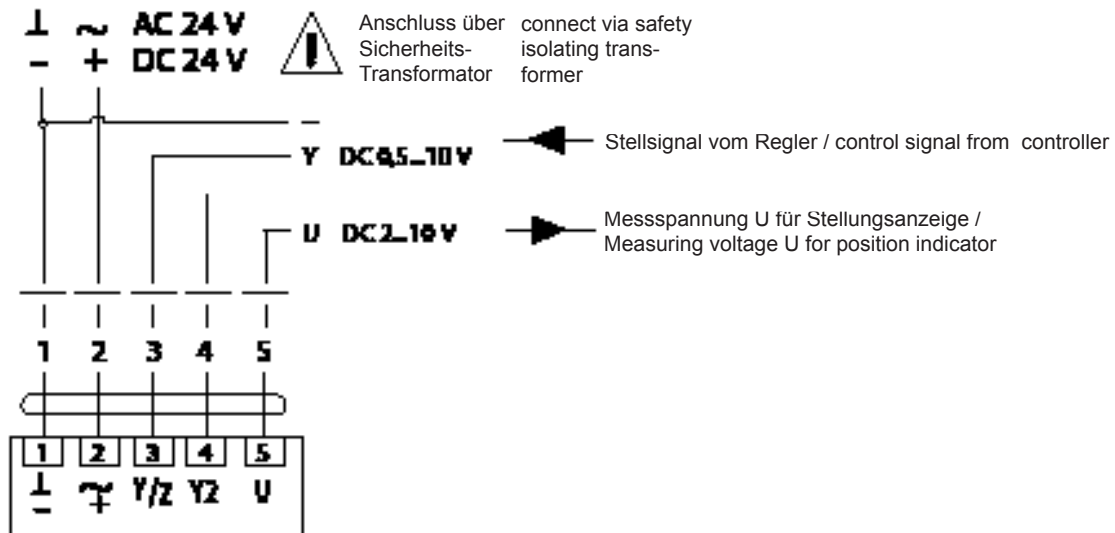 ⊥ ~ AC 24 V
− + DC 24 V
Anschluss über
Sicherheits-
Transformator
connect via safety
isolating trans-
former
−
Y DC 0,5...10 V
Stellsignal vom Regler / control signal from controller
U DC 2...10 V
Messspannung U für Stellungsanzeige /
Measuring voltage U for position indicator
1 2 3 4 5
1 2 3 4 5
⊥ ~ Y/Z Y2 U
− +